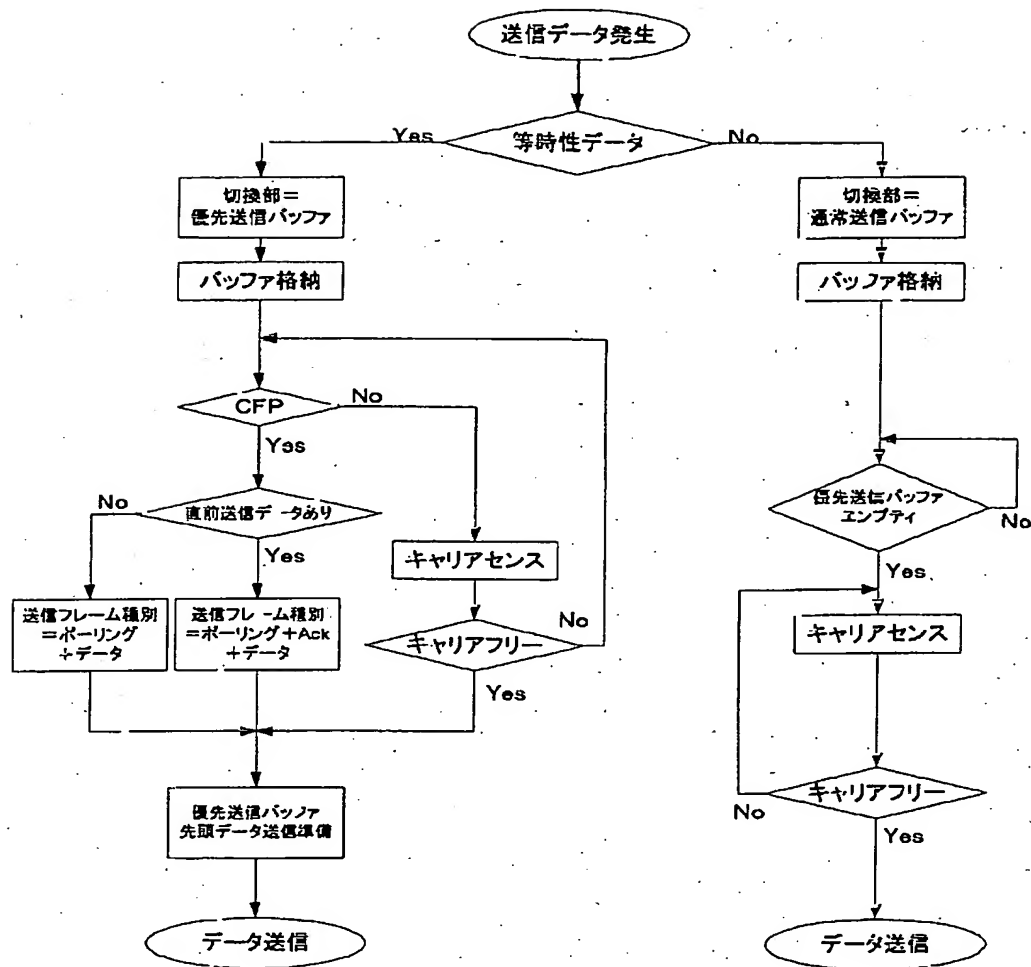 送信データ発生
等時性データ
Yes
No
切換部＝
優先送信バッファ
バッファ格納
CFP
No
Yes
直前送信データあり
No
Yes
送信フレーム種別
＝ポーリング
＋データ
送信フレーム種別
＝ポーリング＋Ack
＋データ
キャリアセンス
キャリアフリー
No
Yes
優先送信バッファ
先頭データ送信準備
データ送信
切換部＝
通常送信バッファ
バッファ格納
優先送信バッファ
エンプティ
No
Yes
キャリアセンス
キャリアフリー
No
Yes
データ送信